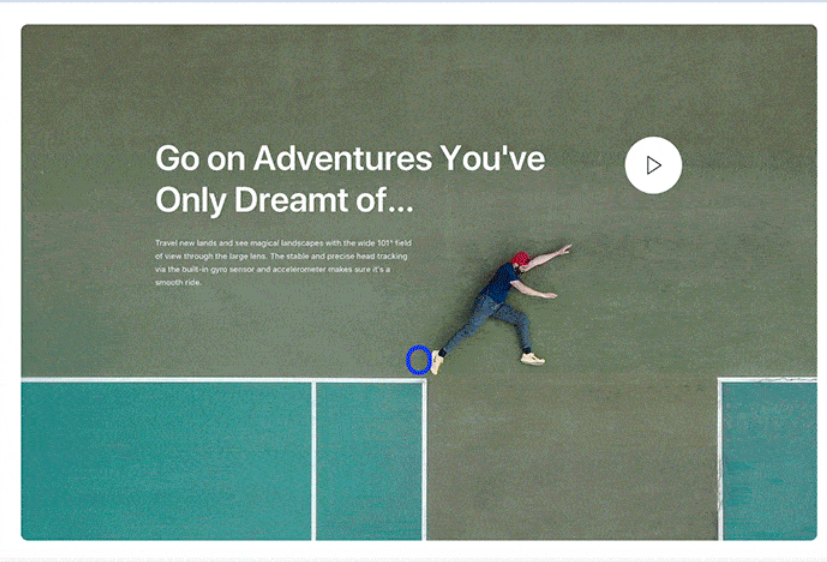 Go on Adventures You've
Only Dreamt of...
Travel new lands and see magical landscapes with the wide 101° field
of view through the large lens. The stable and precise head tracking
via the built-in gyro sensor and accelerometer makes sure it's a
smooth ride.